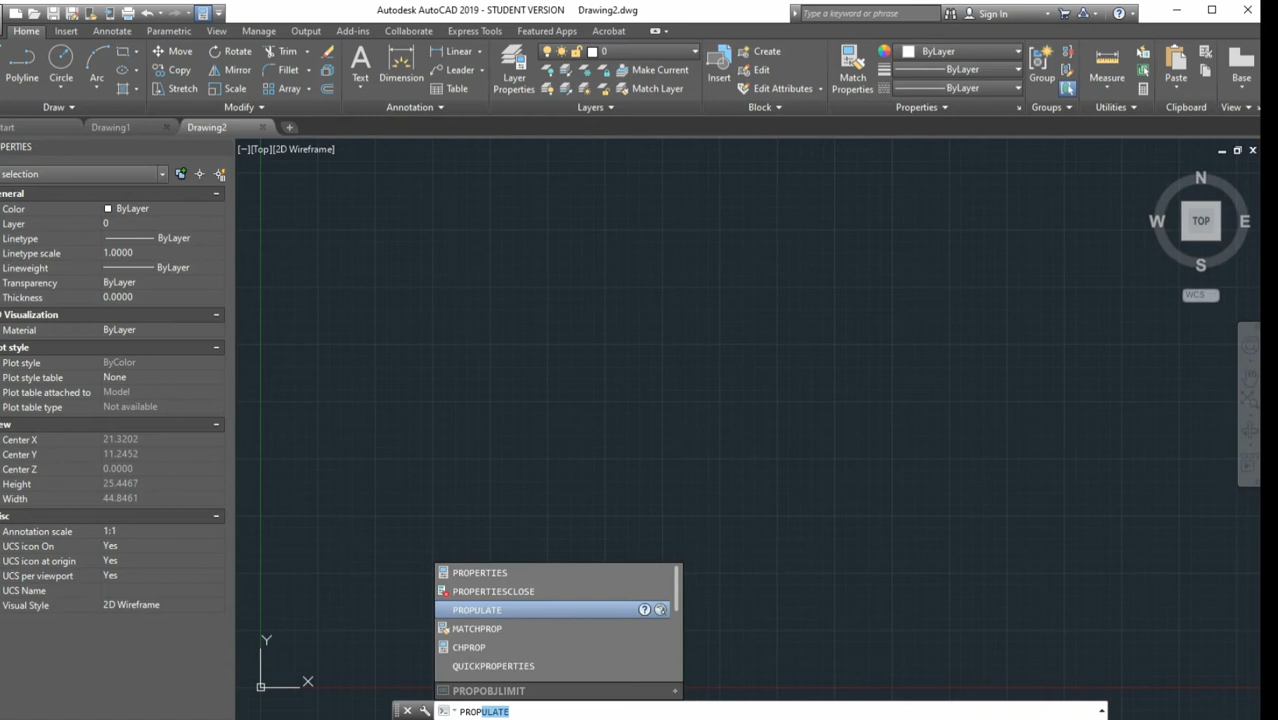 Autodesk AutoCAD 2019 - STUDENT VERSION Drawing2.dwg
Type a keyword or phrase
Sign In
Home Insert Annotate Parametric View Manage Output Add-ins Collaborate Express Tools Featured Apps Acrobat
Polyline Circle Arc
Move Rotate Trim
Copy Mirror Fillet
Stretch Scale Array
Text Dimension
Linear
Leader
Table
Layer Properties
0
Make Current
Match Layer
Insert
Create
Edit
Edit Attributes
Match Properties
ByLayer
ByLayer
ByLayer
Group
Measure
Paste
Base
Draw Modify Annotation Layers Block Properties Groups Utilities Clipboard View
tart Drawing1 Drawing2
[−][Top][2D Wireframe]
ROPERTIES
selection
eneral
Color ByLayer
Layer 0
Linetype ByLayer
Linetype scale 1.0000
Lineweight ByLayer
Transparency ByLayer
Thickness 0.0000
D Visualization
Material ByLayer
ot style
Plot style ByColor
Plot style table None
Plot table attached to Model
Plot table type Not available
ew
Center X 21.3202
Center Y 11.2452
Center Z 0.0000
Height 25.4467
Width 44.8461
isc
Annotation scale 1:1
UCS icon On Yes
UCS icon at origin Yes
UCS per viewport Yes
UCS Name
Visual Style 2D Wireframe
N
W TOP E
S
WCS
PROPERTIES
PROPERTIESCLOSE
PROPULATE
MATCHPROP
CHPROP
QUICKPROPERTIES
PROPOBJLIMIT
Y
X
PROPULATE